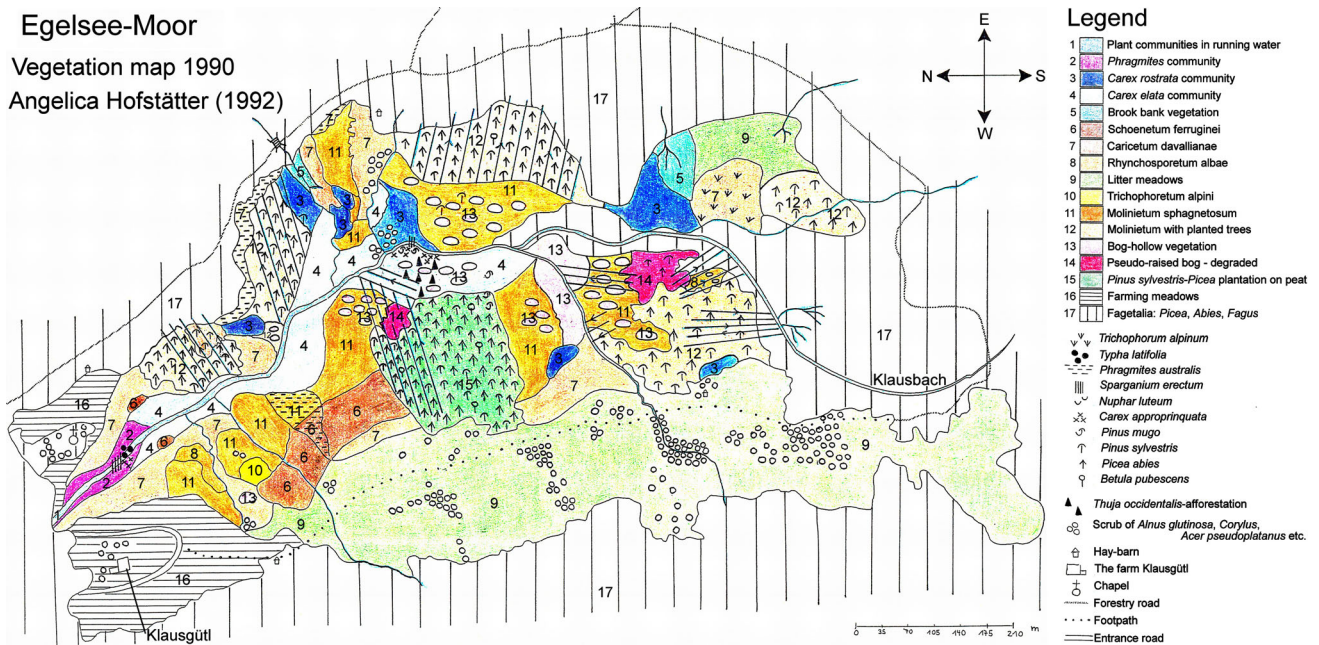 Egelsee-Moor
Vegetation map 1990
Angelica Hofstätter (1992)
E
N
S
W
Klausbach
Klausgütl
0 35 70 105 140 175 210 m
Legend
1 Plant communities in running water
2 Phragmites community
3 Carex rostrata community
4 Carex elata community
5 Brook bank vegetation
6 Schoenetum ferruginei
7 Caricetum davallianae
8 Rhynchosporetum albae
9 Litter meadows
10 Trichophoretum alpini
11 Molinietum sphagnetosum
12 Molinietum with planted trees
13 Bog-hollow vegetation
14 Pseudo-raised bog - degraded
15 Pinus sylvestris-Picea plantation on peat
16 Farming meadows
17 Fagetalia: Picea, Abies, Fagus
Trichophorum alpinum
Typha latifolia
Phragmites australis
Sparganium erectum
Nuphar luteum
Carex approprinquata
Pinus mugo
Pinus sylvestris
Picea abies
Betula pubescens
Thuja occidentalis-afforestation
Scrub of Alnus glutinosa, Corylus,
Acer pseudoplatanus etc.
Hay-barn
The farm Klausgütl
Chapel
Forestry road
Footpath
Entrance road